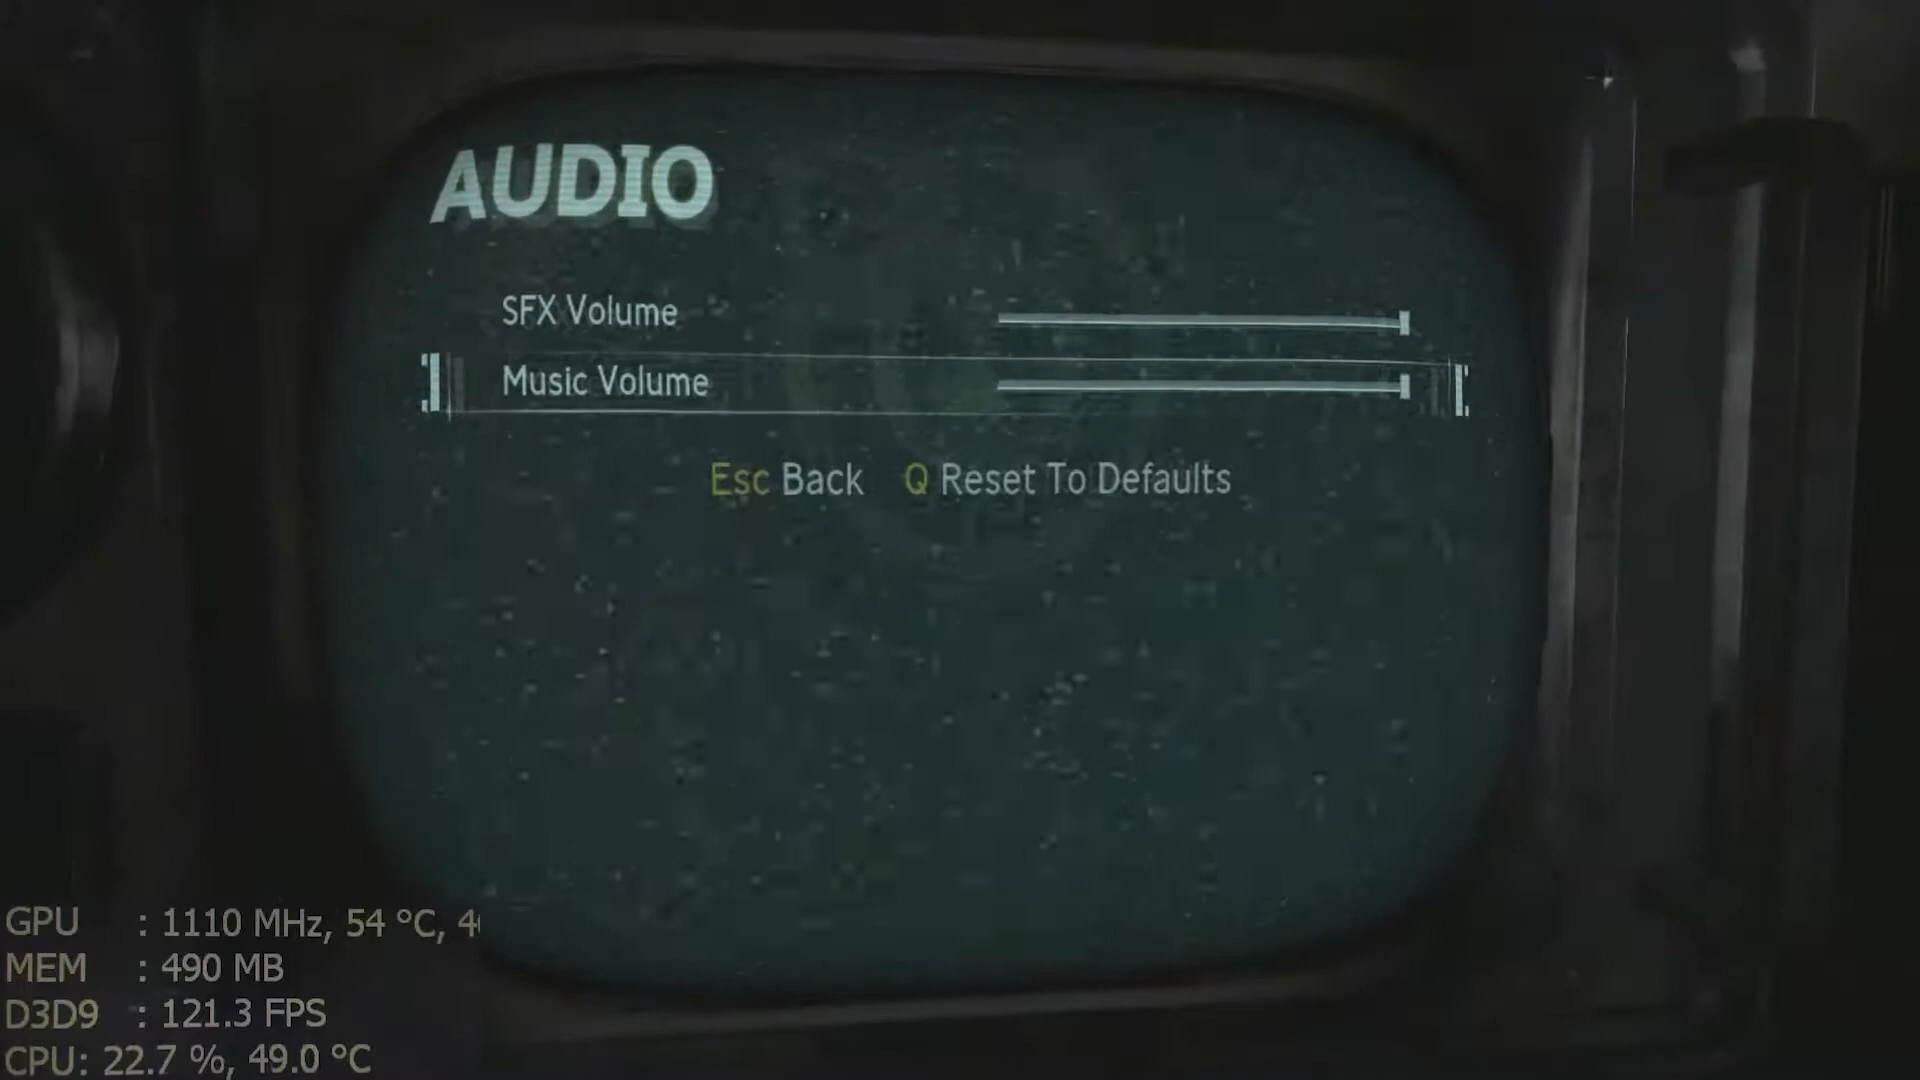 AUDIO
SFX Volume
Music Volume
Esc Back Q Reset To Defaults
GPU : 1110 MHz, 54 °C,
MEM : 490 MB
D3D9 : 121.3 FPS
CPU: 22.7 %, 49.0 °C